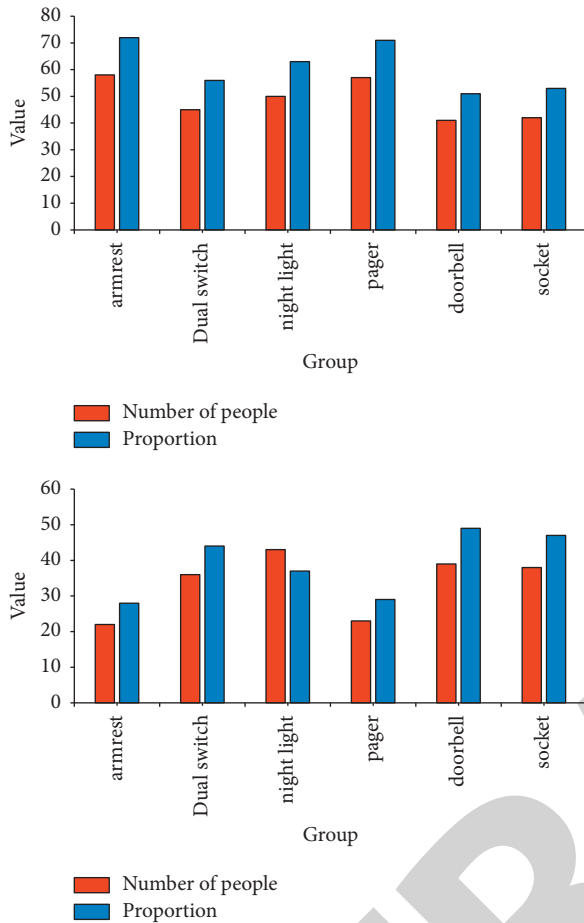 80
70
60
50
40
30
20
10
0
Value
armrest
Dual switch
night light
pager
doorbell
socket
Group
Number of people
Proportion
60
50
40
30
20
10
0
Value
armrest
Dual switch
night light
pager
doorbell
socket
Group
Number of people
Proportion